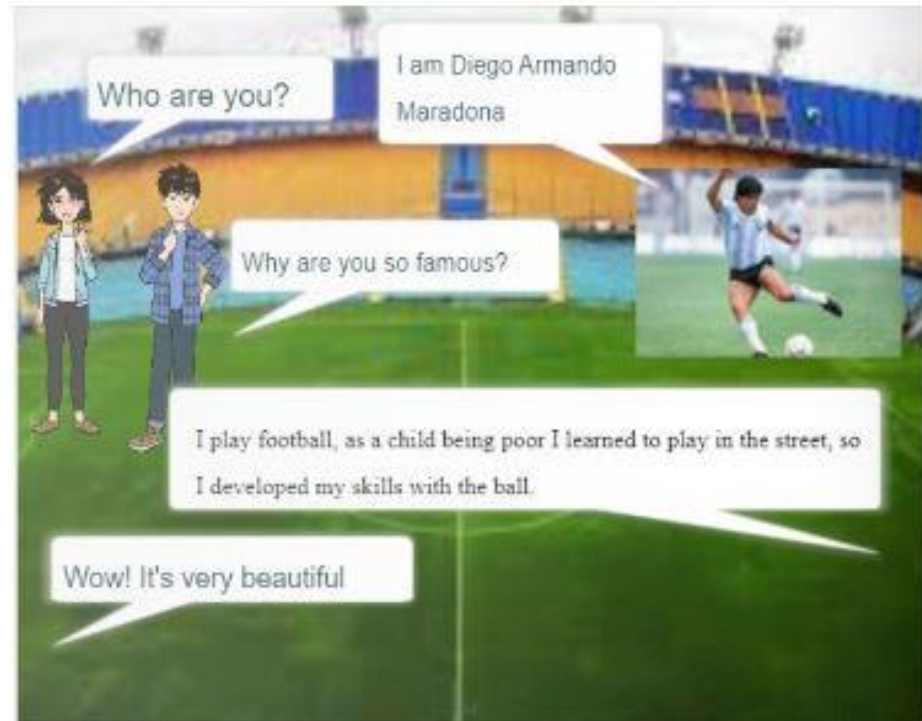 Who are you?
I am Diego Armando
Maradona
Why are you so famous?
I play football, as a child being poor I learned to play in the street, so
I developed my skills with the ball.
Wow! It's very beautiful